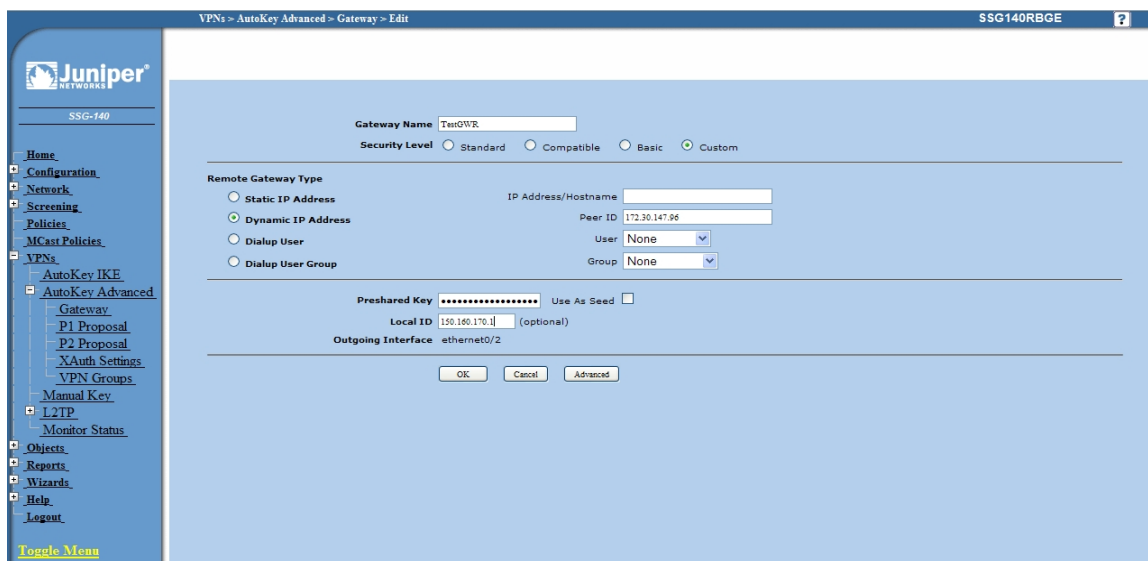 VPNs > AutoKey Advanced > Gateway > Edit
SSG140RBGE
?
Juniper®
NETWORKS
SSG-140
Home
Configuration
Network
Screening
Policies
MCast Policies
VPNs
AutoKey IKE
AutoKey Advanced
Gateway
P1 Proposal
P2 Proposal
XAuth Settings
VPN Groups
Manual Key
L2TP
Monitor Status
Objects
Reports
Wizards
Help
Logout
Toggle Menu
Gateway Name TestGWR
Security Level Standard Compatible Basic Custom
Remote Gateway Type
Static IP Address IP Address/Hostname
Dynamic IP Address Peer ID 172.30.147.96
Dialup User User None
Dialup User Group Group None
Preshared Key •••••••••••••••••• Use As Seed
Local ID 150.160.170.1 (optional)
Outgoing Interface ethernet0/2
OK Cancel Advanced